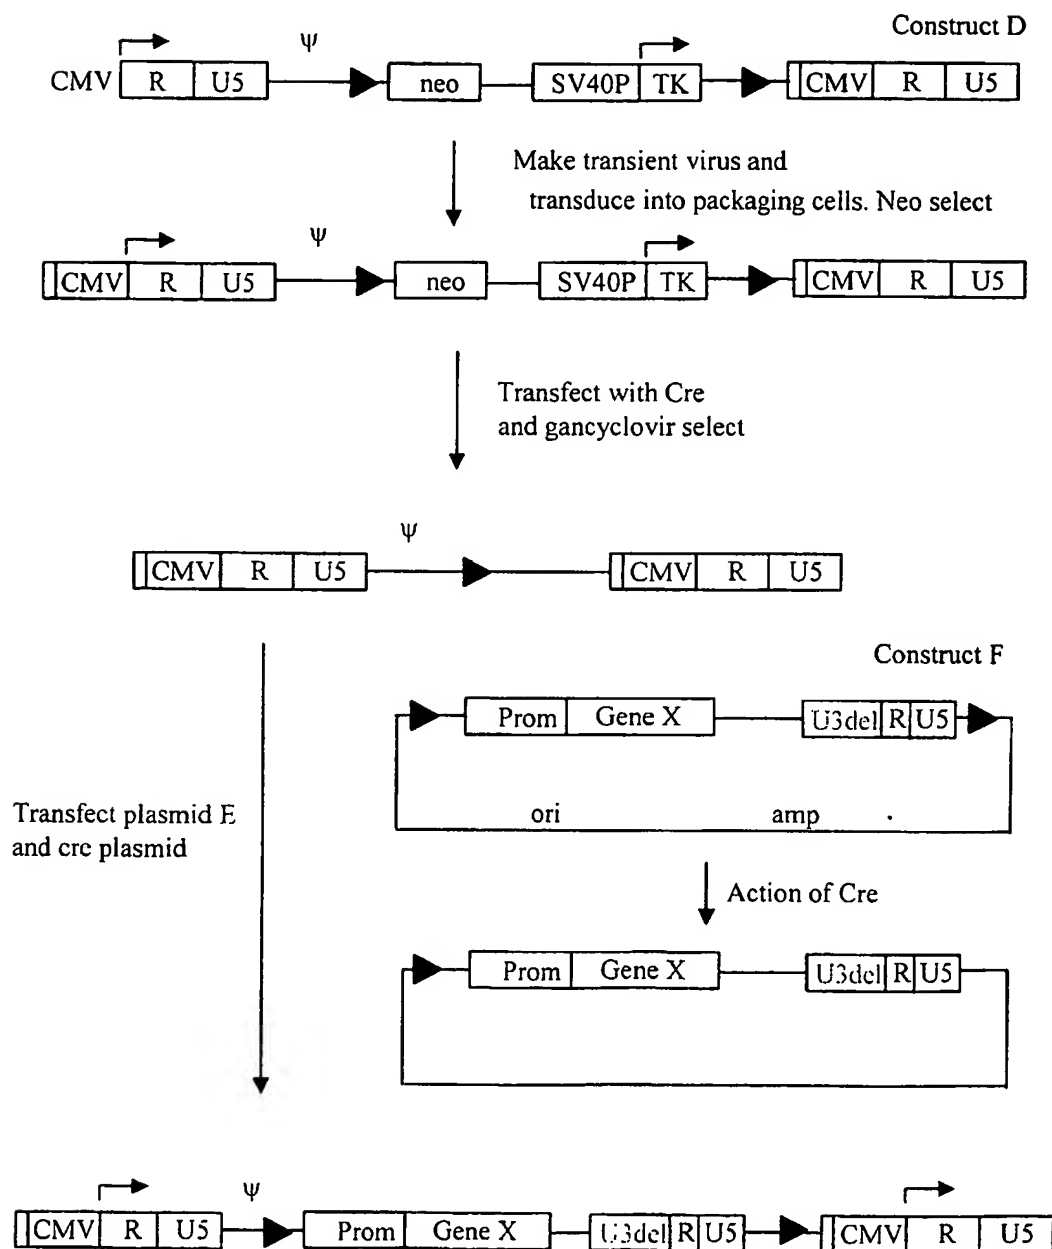 Construct D
ψ
CMV R U5 neo SV40P TK CMV R U5
Make transient virus and
transduce into packaging cells. Neo select
ψ
CMV R U5 neo SV40P TK CMV R U5
Transfect with Cre
and gancyclovir select
ψ
CMV R U5 CMV R U5
Construct F
Prom Gene X U3del R U5
ori amp
Transfect plasmid E
and cre plasmid
Action of Cre
Prom Gene X U3del R U5
ψ
CMV R U5 Prom Gene X U3del R U5 CMV R U5